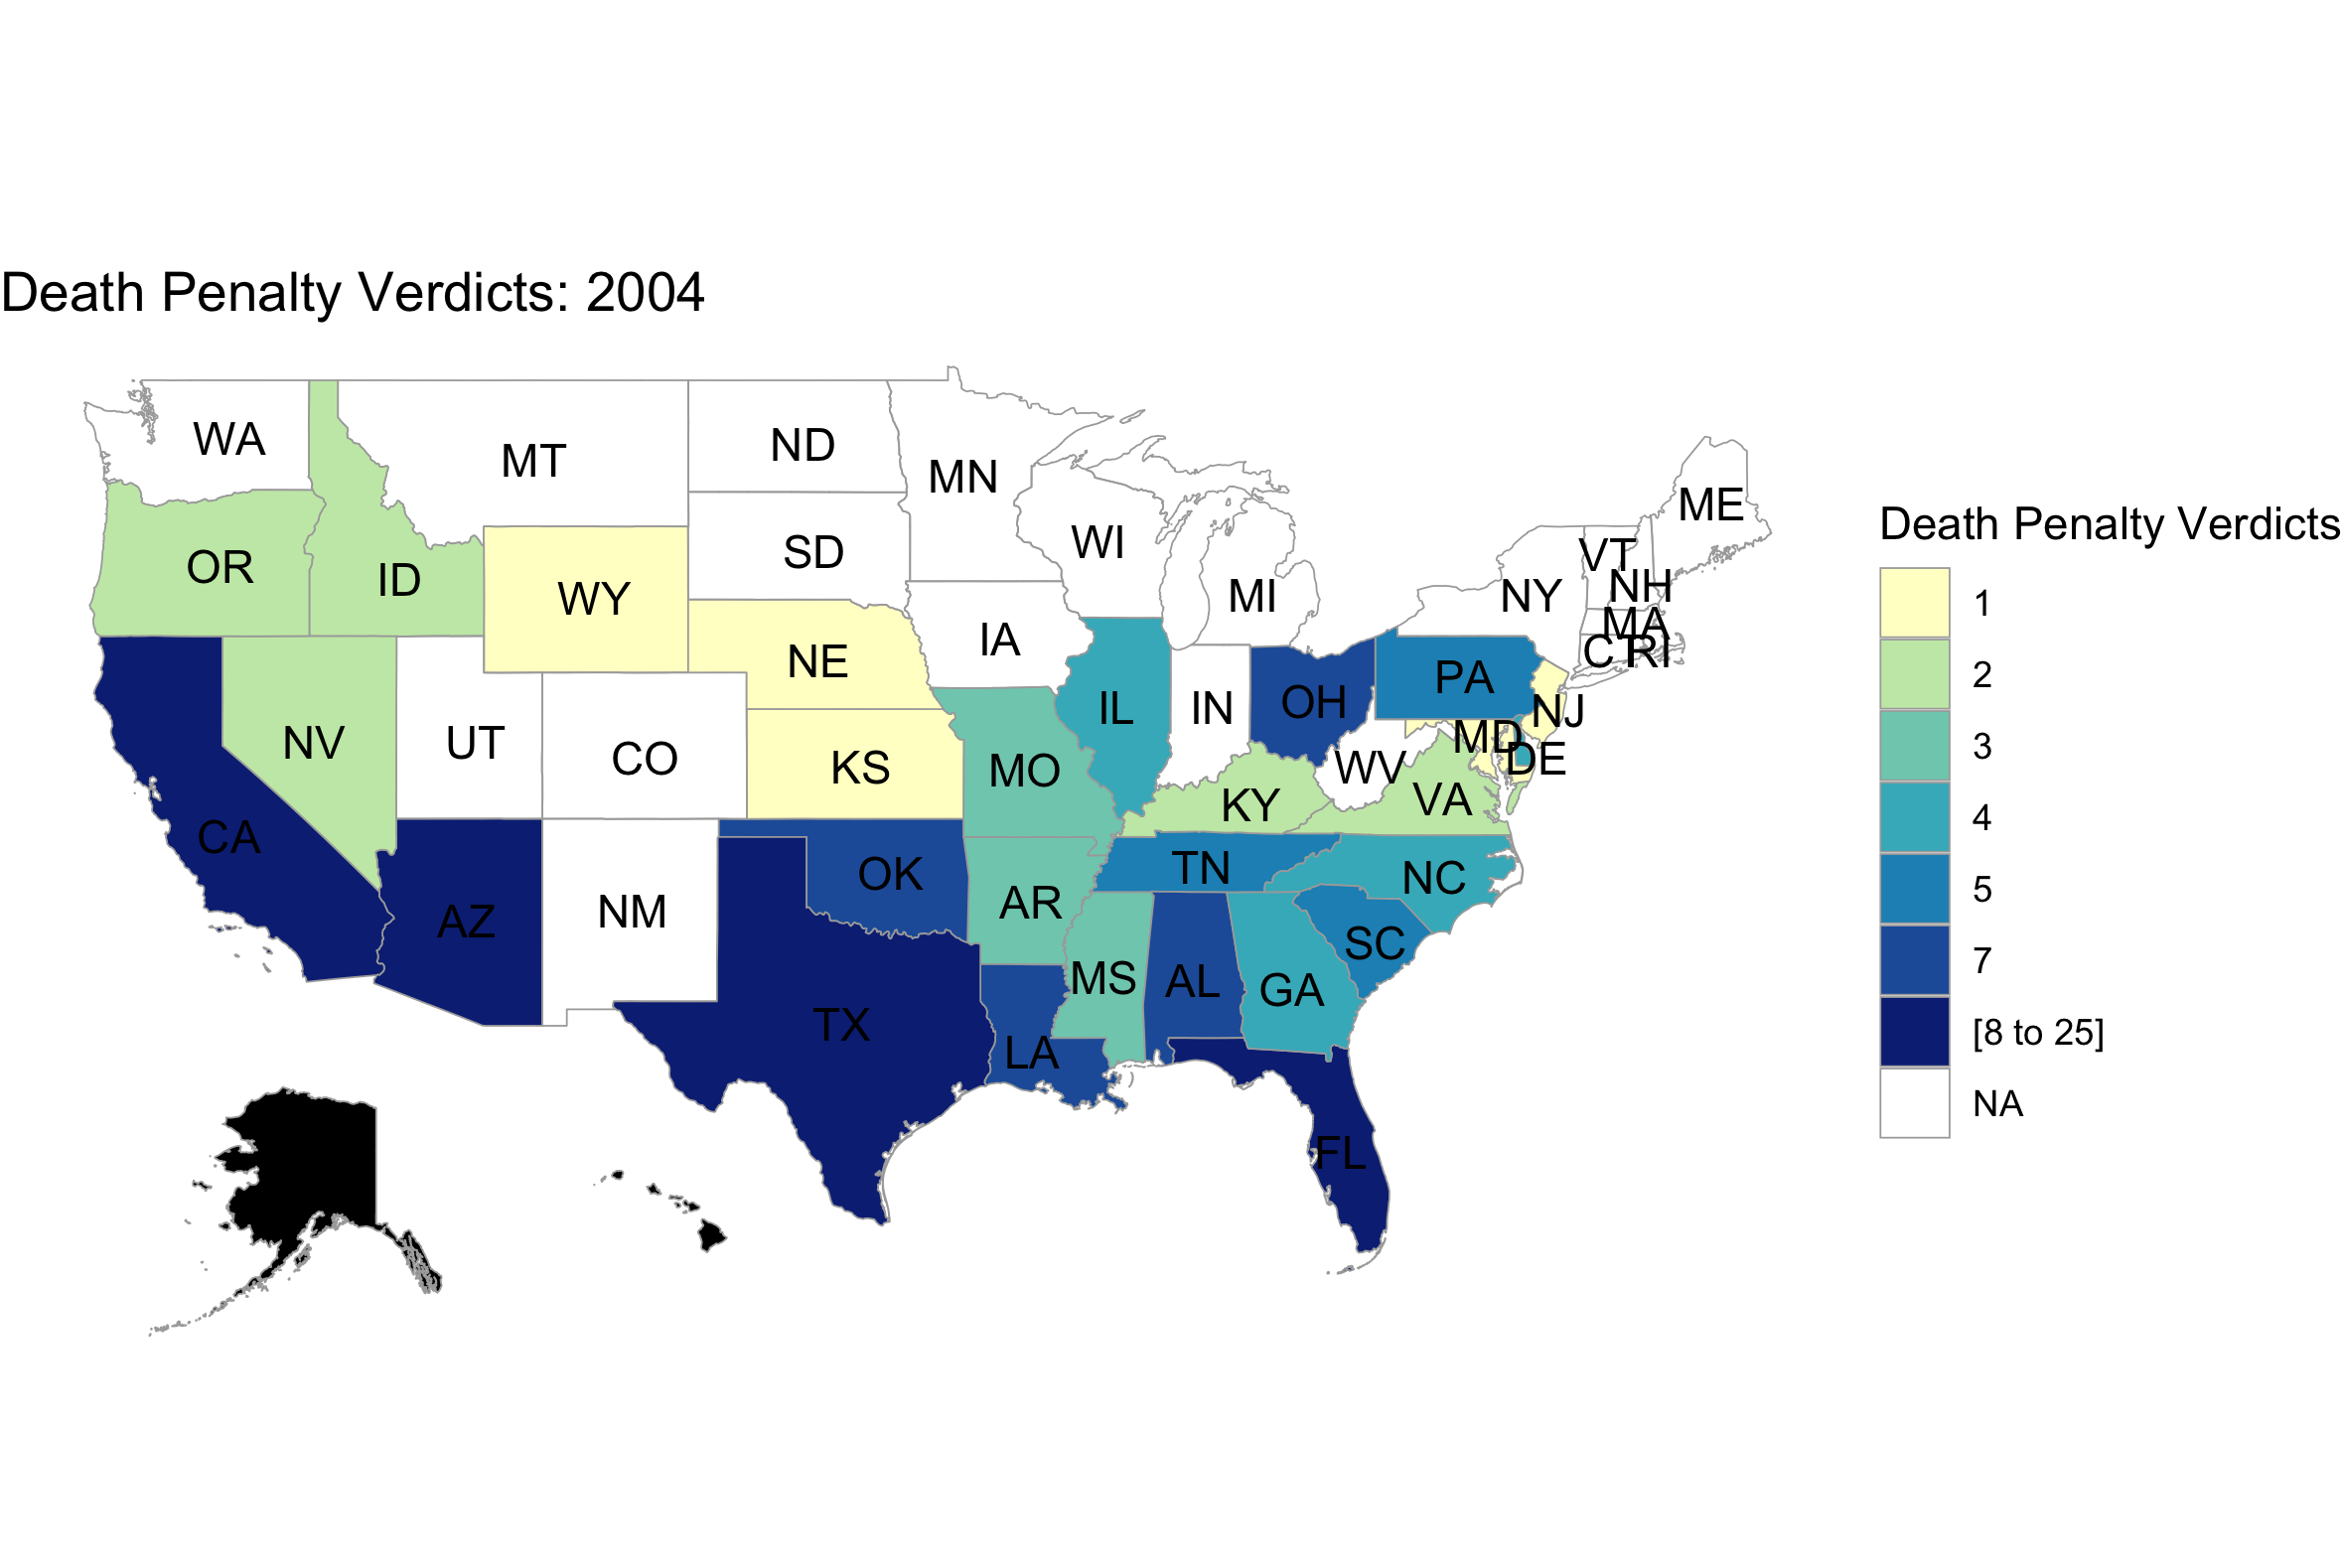 Death Penalty Verdicts: 2004
WA
MT
ND
MN
ME
OR
ID
WY
SD
WI
MI
NY
VT
NH
MA
CT
RI
NE
IA
PA
NJ
NV
UT
CO
KS
MO
IL
IN
OH
MD
DE
WV
VA
KY
CA
AZ
NM
OK
AR
TN
NC
SC
TX
LA
MS
AL
GA
FL
Death Penalty Verdicts
1
2
3
4
5
7
[8 to 25]
NA